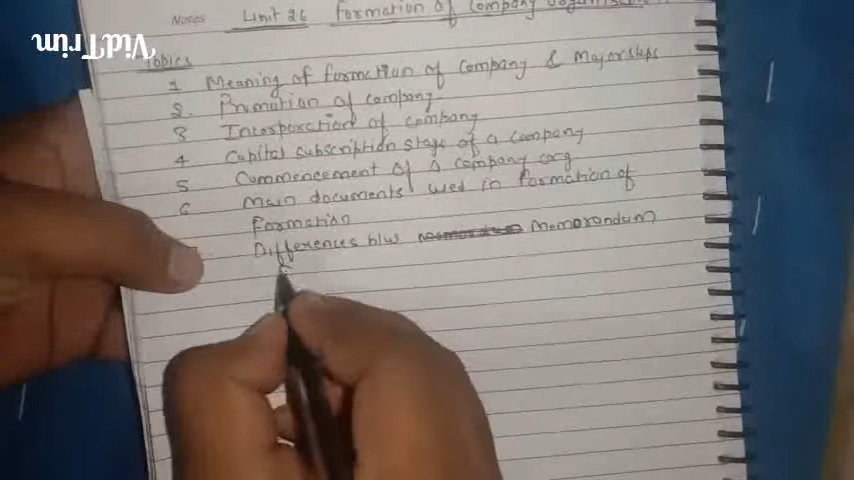 VidTrim
Notes Unit 26 Formation of Company
Topics
1 Meaning of formation of Company & Major steps
2. Promotion of company
3 Incorporation of company
4 Capital subscription stage of a company
5 Commencement of a company
6 Main documents used in formation of
Formation
Differences b/w Memorandum
&